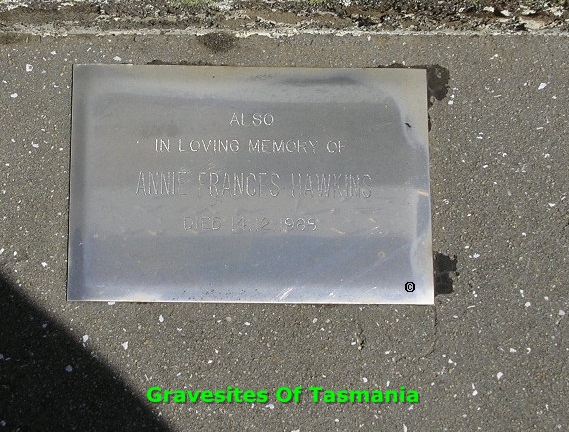 ALSO
IN LOVING MEMORY OF
ANNIE FRANCES HAWKINS
DIED 14.12.1989
©
Gravesites Of Tasmania